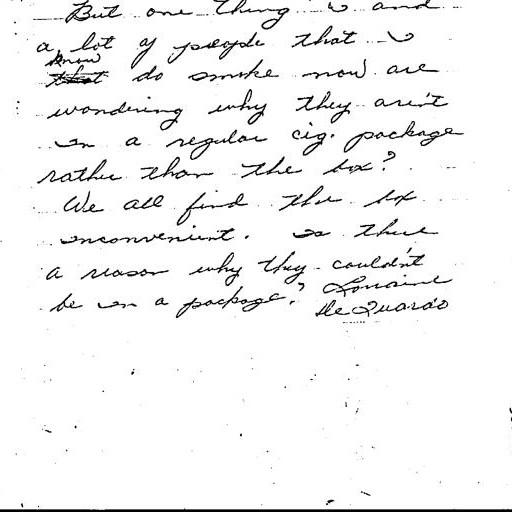 But one thing I and
a lot of people that I
know
that do smoke now are
wondering why they aren't
in a regular cig. package
rather than the box?
We all find the box
inconvenient. Is there
a reason why they couldn't
be in a package? Lorraine